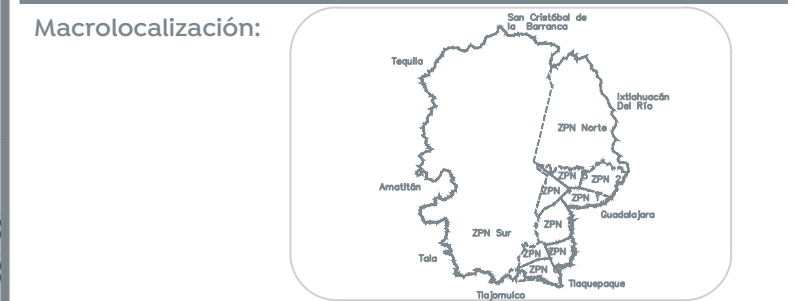 Macrolocalización:
San Cristóbal de
la Barranca
Tequila
Ixtlahuacán
Del Río
ZPN Norte
ZPN
ZPN 2
ZPN
ZPN 1
Amatitán
Guadalajara
ZPN
ZPN Sur
ZPN
ZPN
Tala
ZPN
Tlaquepaque
Tlajomulco